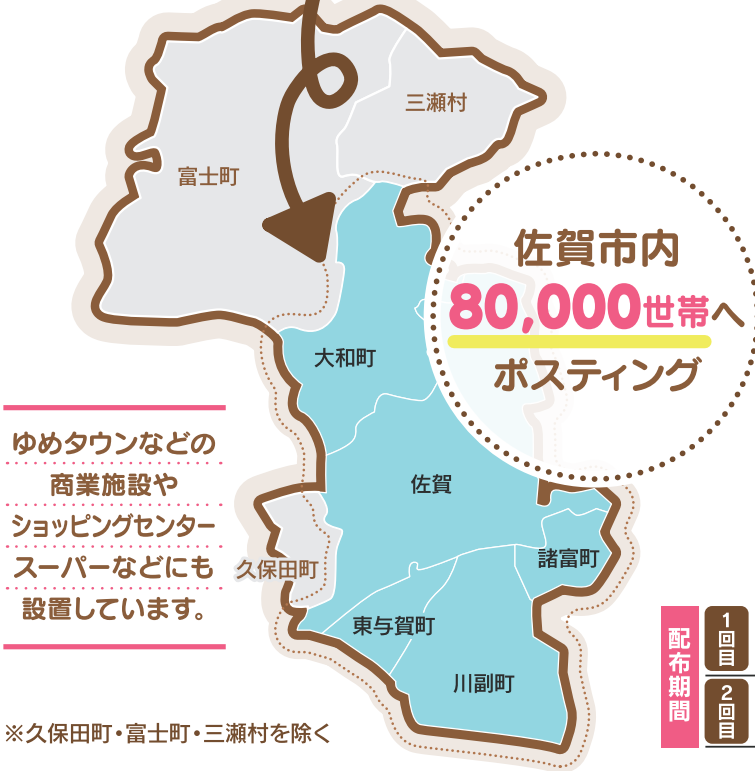 三瀬村
富士町
佐賀市内
80,000世帯へ
ポスティング
大和町
ゆめタウンなどの
商業施設や
ショッピングセンター
スーパーなどにも
設置しています。
佐賀
諸富町
久保田町
東与賀町
川副町
配布期間
1回目
2回目
※久保田町・富士町・三瀬村を除く